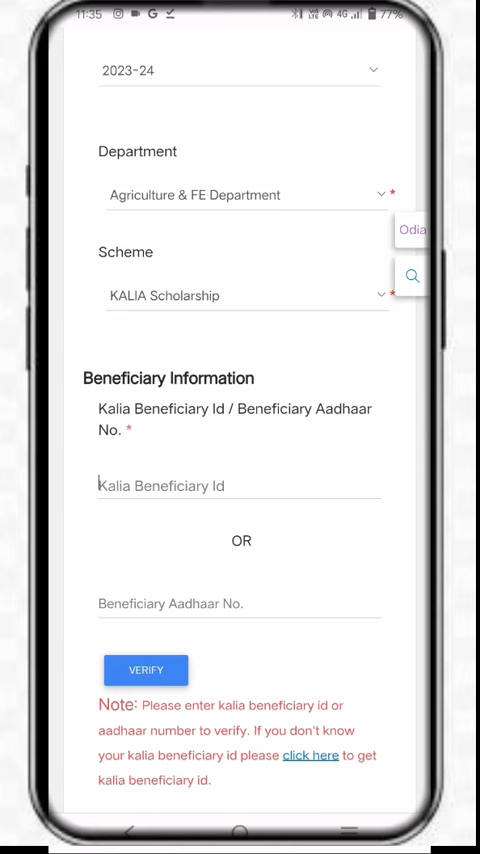 11:35 4G 77%
2023-24
Department
Agriculture & FE Department *
Odia
Scheme
KALIA Scholarship *
Beneficiary Information
Kalia Beneficiary Id / Beneficiary Aadhaar
No. *
Kalia Beneficiary Id
OR
Beneficiary Aadhaar No.
VERIFY
Note: Please enter kalia beneficiary id or
aadhaar number to verify. If you don't know
your kalia beneficiary id please click here to get
kalia beneficiary id.